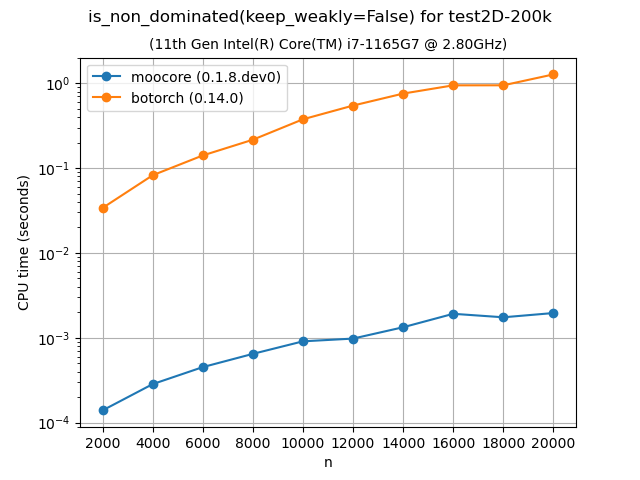 is_non_dominated(keep_weakly=False) for test2D-200k
(11th Gen Intel(R) Core(TM) i7-1165G7 @ 2.80GHz)
moocore (0.1.8.dev0)
botorch (0.14.0)
CPU time (seconds)
10⁰
10⁻¹
10⁻²
10⁻³
10⁻⁴
2000 4000 6000 8000 10000 12000 14000 16000 18000 20000
n